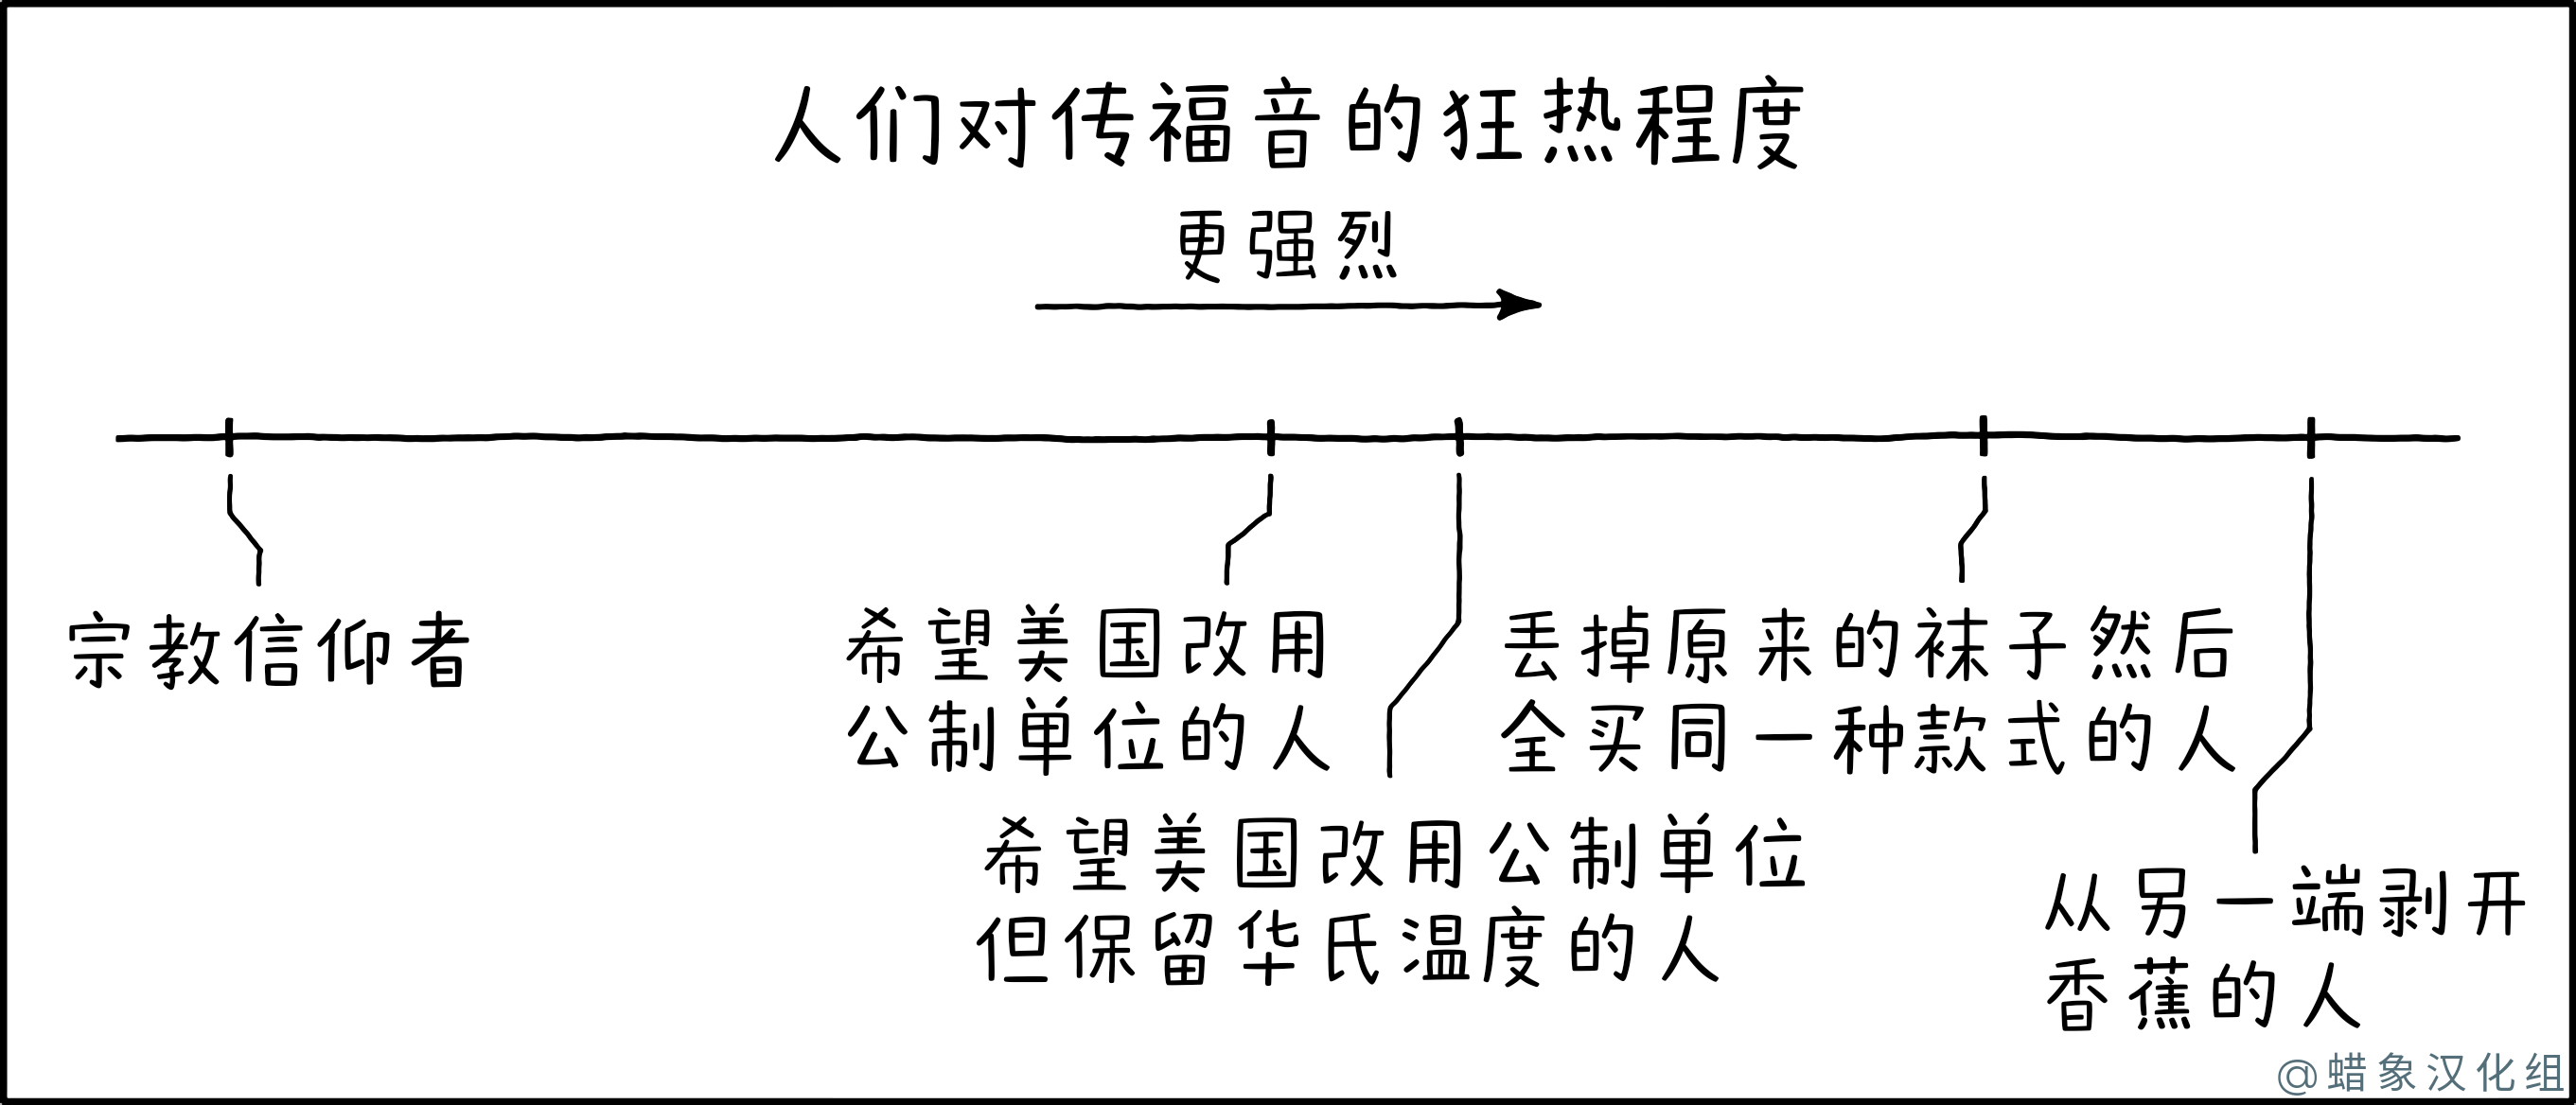 人们对传福音的狂热程度
更强烈
宗教信仰者
希望美国改用
公制单位的人
希望美国改用公制单位
但保留华氏温度的人
丢掉原来的袜子然后
全买同一种款式的人
从另一端剥开
香蕉的人
@蜡象汉化组